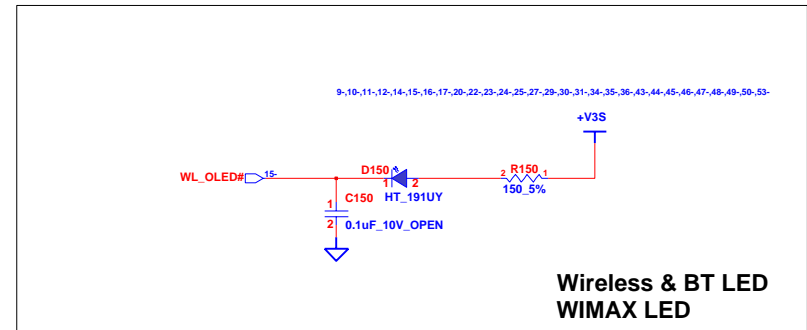 9-,10-,11-,12-,14-,15-,16-,17-,20-,22-,23-,24-,25-,27-,29-,30-,31-,34-,35-,36-,43-,44-,45-,46-,47-,48-,49-,50-,53-
+V3S
WL_OLED# 15- D150 2 R150 1
1 2
HT_191UY 150_5%
1 C150
2 0.1uF_10V_OPEN
Wireless & BT LED
WIMAX LED